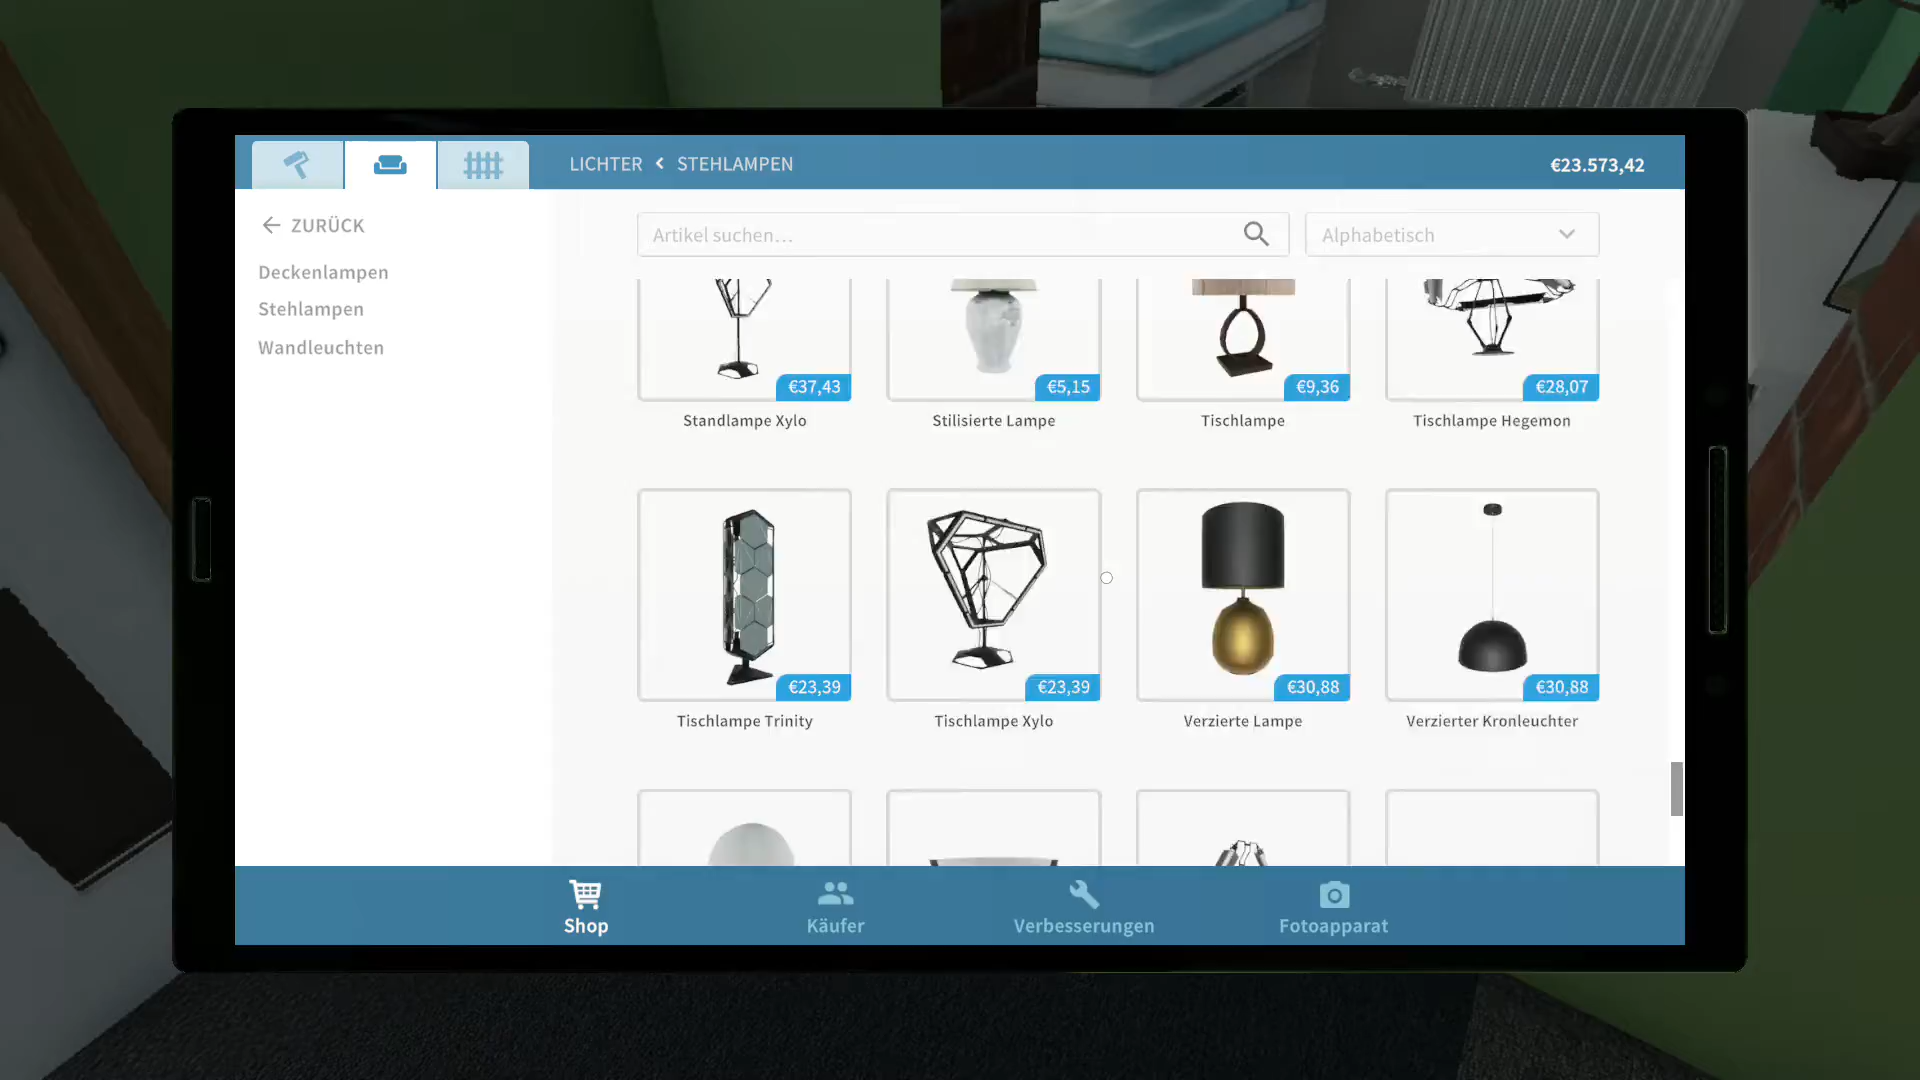 LICHTER < STEHLAMPEN
€23.573,42
ZURÜCK
Deckenlampen
Stehlampen
Wandleuchten
Artikel suchen...
Alphabetisch
€37,43
€5,15
€9,36
€28,07
Standlampe Xylo
Stilisierte Lampe
Tischlampe
Tischlampe Hegemon
€23,39
€23,39
€30,88
€30,88
Tischlampe Trinity
Tischlampe Xylo
Verzierte Lampe
Verzierter Kronleuchter
Shop
Käufer
Verbesserungen
Fotoapparat